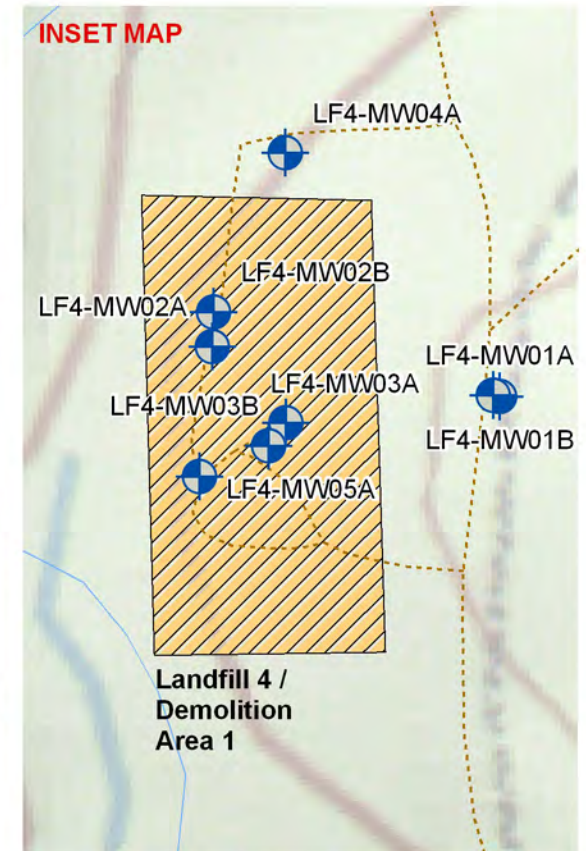 INSET MAP
LF4-MW04A
LF4-MW02B
LF4-MW02A
LF4-MW01A
LF4-MW03A
LF4-MW03B
LF4-MW01B
LF4-MW05A
Landfill 4 /
Demolition
Area 1